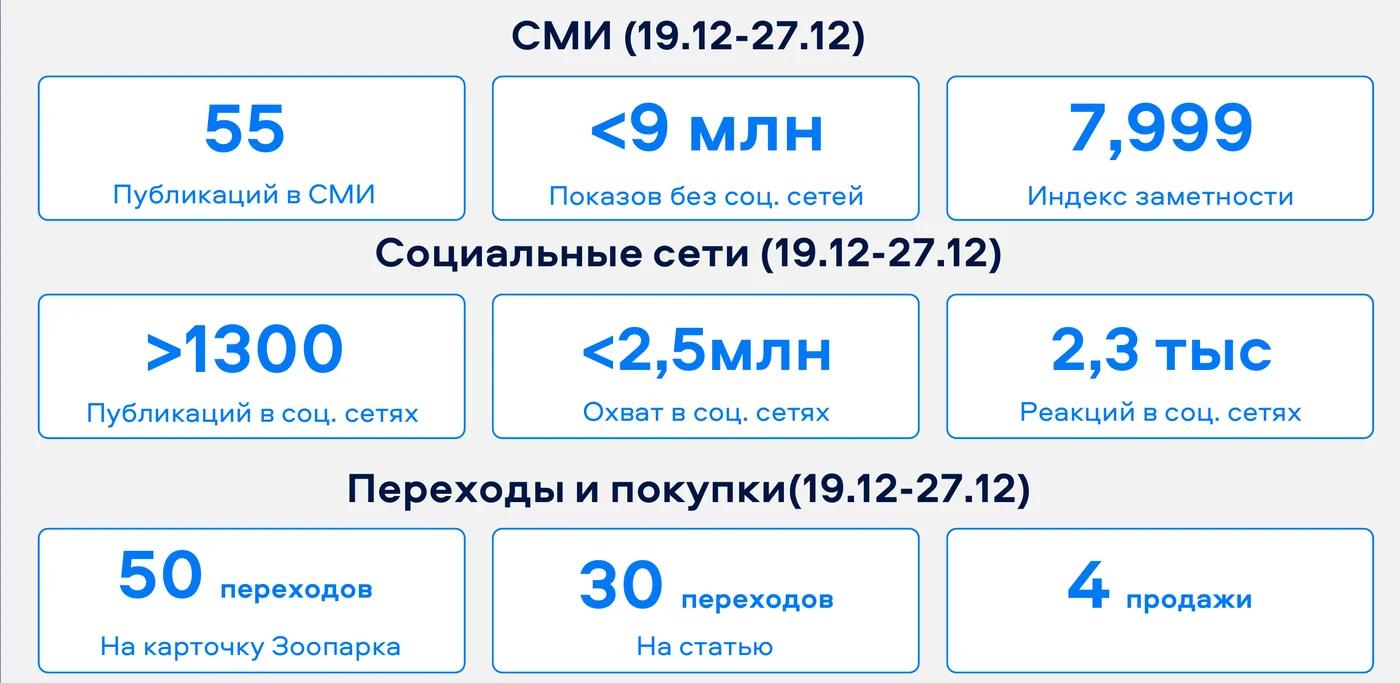 СМИ (19.12-27.12)
55
Публикаций в СМИ
<9 млн
Показов без соц. сетей
7,999
Индекс заметности
Социальные сети (19.12-27.12)
>1300
Публикаций в соц. сетях
<2,5млн
Охват в соц. сетях
2,3 тыс
Реакций в соц. сетях
Переходы и покупки(19.12-27.12)
50 переходов
На карточку Зоопарка
30 переходов
На статью
4 продажи